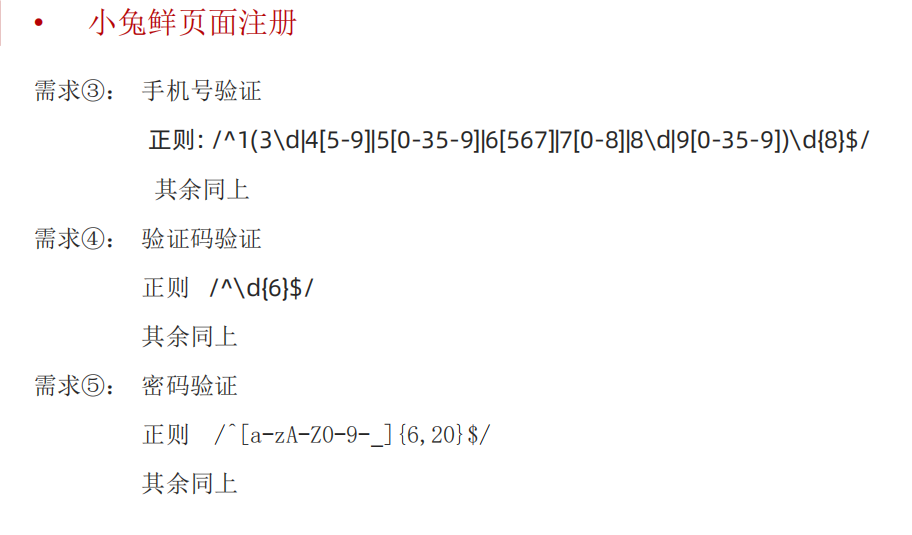 • 小兔鲜页面注册
需求③： 手机号验证
正则: /^1(3\d|4[5-9]|5[0-35-9]|6[567]|7[0-8]|8\d|9[0-35-9])\d{8}$/
其余同上
需求④： 验证码验证
正则 /^\d{6}$/
其余同上
需求⑤： 密码验证
正则 /^[a-zA-Z0-9-_]{6,20}$/
其余同上